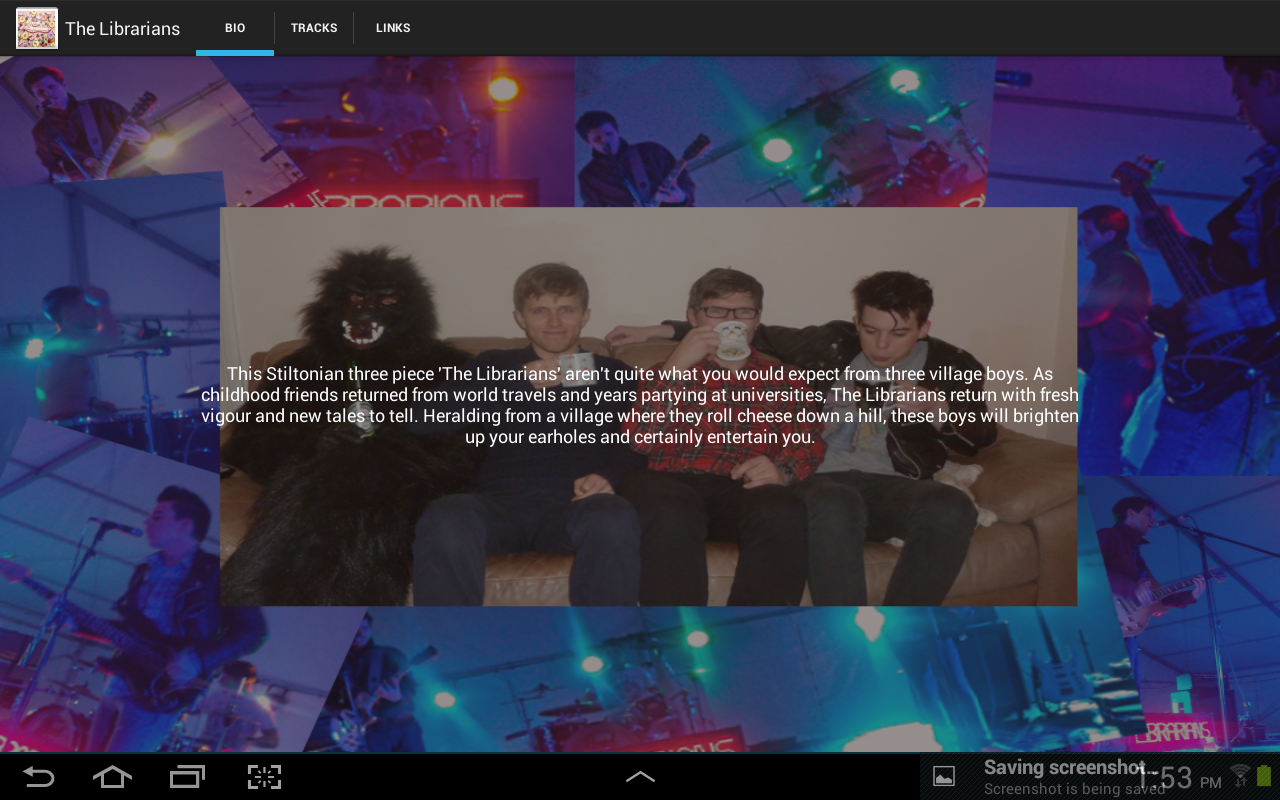 The Librarians
BIO
TRACKS
LINKS
This Stiltonian three piece 'The Librarians' aren't quite what you would expect from three village boys. As
childhood friends returned from world travels and years partying at universities, The Librarians return with fresh
vigour and new tales to tell. Heralding from a village where they roll cheese down a hill, these boys will brighten
up your earholes and certainly entertain you.
BRARIANS
Saving screenshot...
Screenshot is being saved
1:53 PM